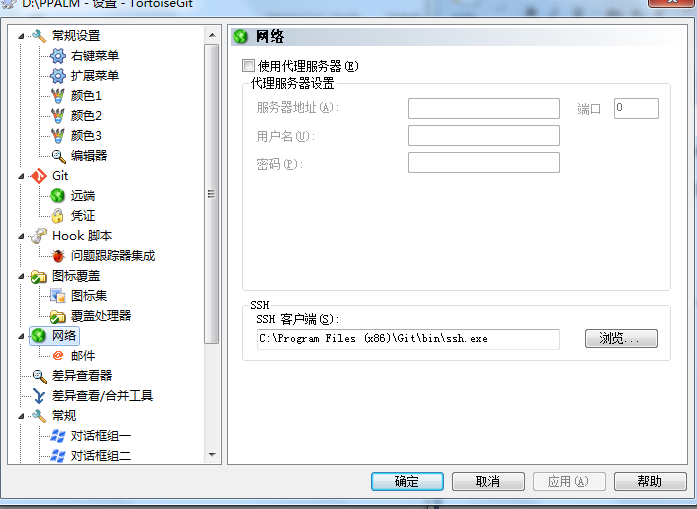 D:\PPALM - 设置 - TortoiseGit
常规设置
右键菜单
扩展菜单
颜色1
颜色2
颜色3
编辑器
Git
远端
凭证
Hook 脚本
问题跟踪器集成
图标覆盖
图标集
覆盖处理器
网络
邮件
差异查看器
差异查看/合并工具
常规
对话框组一
对话框组二
网络
使用代理服务器(E)
代理服务器设置
服务器地址(A):
端口
0
用户名(U):
密码(P):
SSH
SSH 客户端(S):
C:\Program Files (x86)\Git\bin\ssh.exe
浏览...
确定
取消
应用(A)
帮助